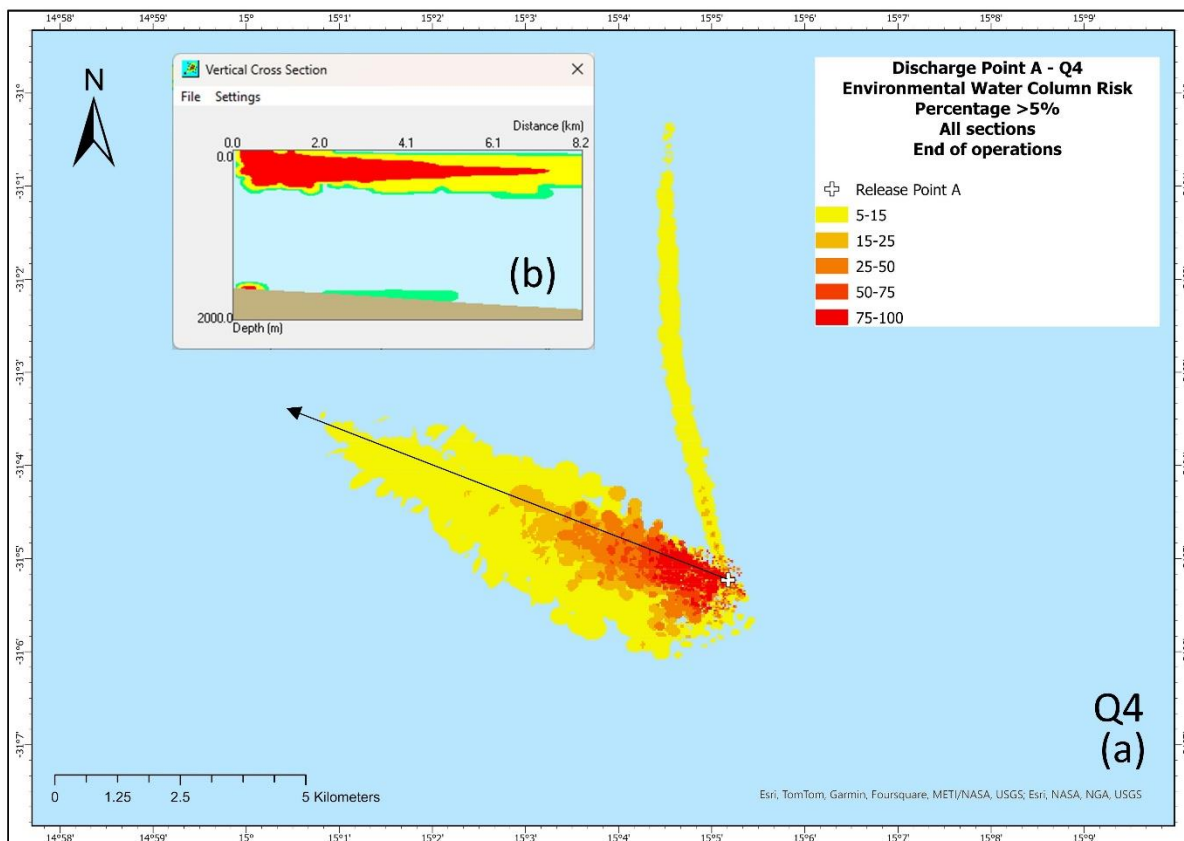 14°58' 14°59' 15° 15°1' 15°2' 15°3' 15°4' 15°5' 15°6' 15°7' 15°8' 15°9'
N
Vertical Cross Section
File Settings
Distance (km)
0.0 2.0 4.1 6.1 8.2
0.0
2000.0
Depth (m)
(b)
Discharge Point A - Q4
Environmental Water Column Risk
Percentage >5%
All sections
End of operations
Release Point A
5-15
15-25
25-50
50-75
75-100
-31°
-31°1'
-31°2'
-31°3'
-31°4'
-31°5'
-31°6'
-31°7'
Q4
(a)
0 1.25 2.5 5 Kilometers
Esri, TomTom, Garmin, Foursquare, METI/NASA, USGS; Esri, NASA, NGA, USGS
14°58' 14°59' 15° 15°1' 15°2' 15°3' 15°4' 15°5' 15°6' 15°7' 15°8' 15°9'